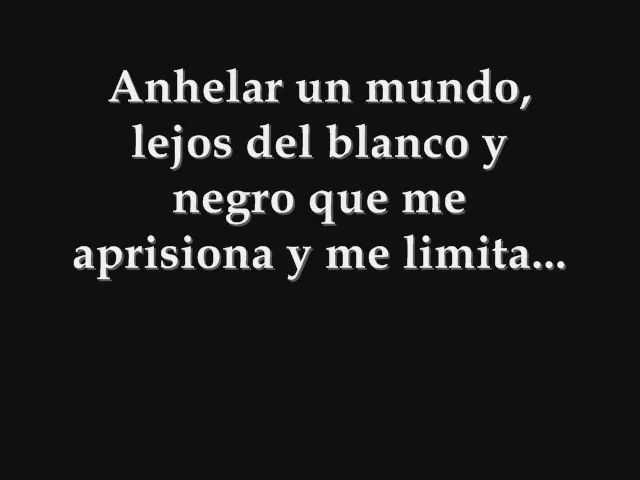 Anhelar un mundo,
lejos del blanco y
negro que me
aprisiona y me limita...